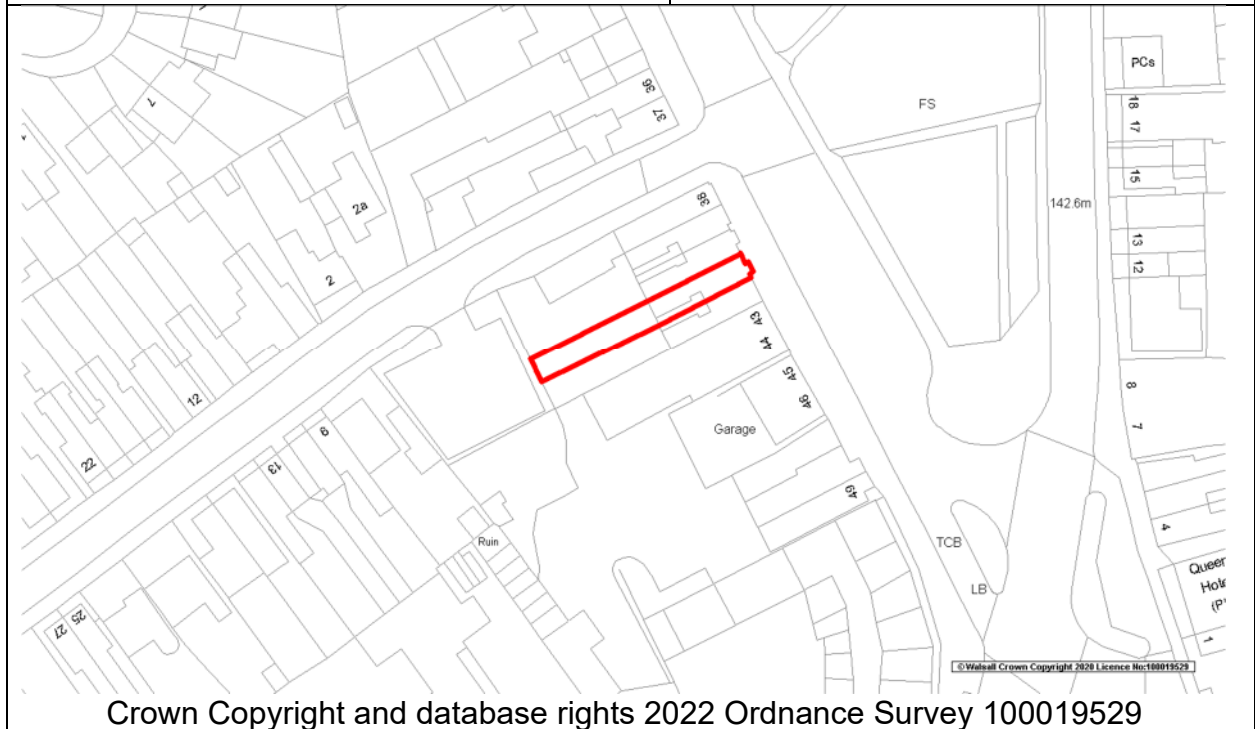 7
36
37
FS
PCs
18
17
15
142.6m
13
12
2a
38
2
43
44
45
46
Garage
8
7
12
22
9
13
49
4
Ruin
TCB
LB
Queen
Hote
(P
1
25
27
© Walsall Crown Copyright 2020 Licence No:100019529
Crown Copyright and database rights 2022 Ordnance Survey 100019529